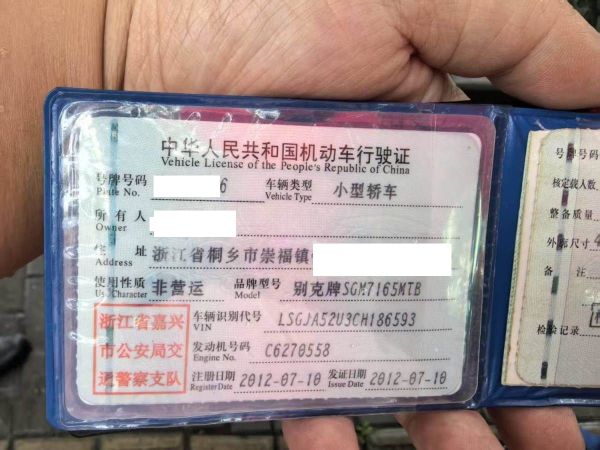 中华人民共和国机动车行驶证
Vehicle License of the People's Republic of China
号牌号码 6 车辆类型 小型轿车
Plate No. Vehicle Type
所有人
Owner
住 址 浙江省桐乡市崇福镇
Address
使用性质 非营运 品牌型号 别克牌SGM7165MTB
Use Character Model
浙江省嘉兴
市公安局交
通警察支队
车辆识别代号 LSGJA52U3CH186593
VIN
发动机号码 C6270558
Engine No.
注册日期 2012-07-10 发证日期 2012-07-10
Register Date Issue Date
号牌号码
核定载人数
整备质量
外廓尺寸
备 注
检验记录